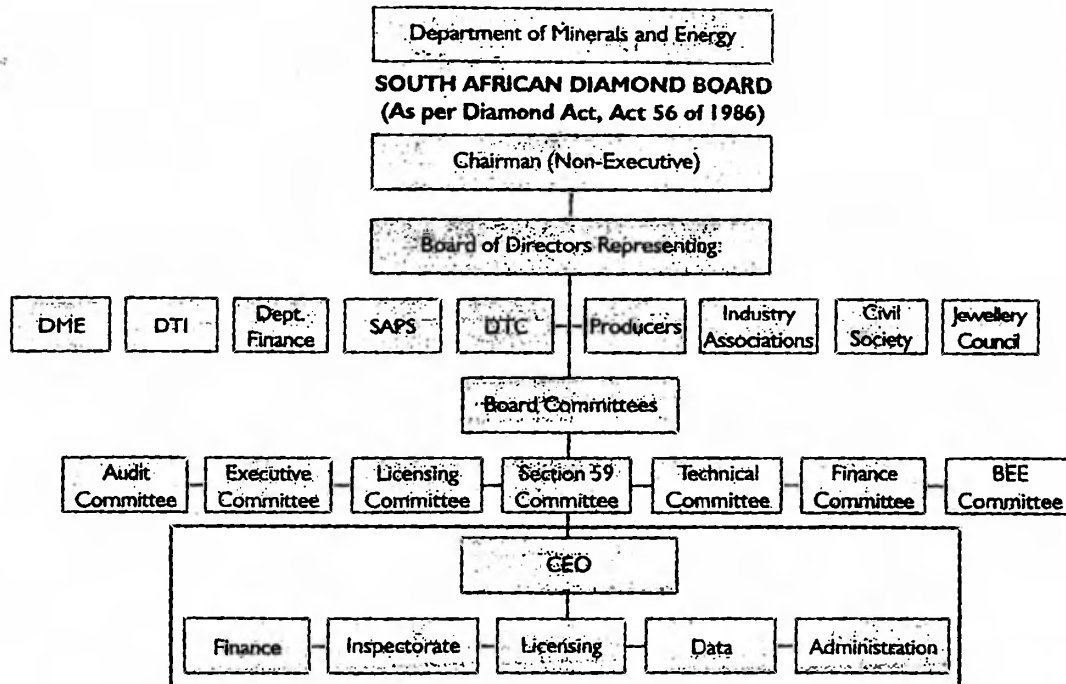 Department of Minerals and Energy
SOUTH AFRICAN DIAMOND BOARD
(As per Diamond Act, Act 56 of 1986)
Chairman (Non-Executive)
Board of Directors Representing:
DME
DTI
Dept.
Finance
SAPS
DTC
Producers
Industry
Associations
Civil
Society
Jewellery
Council
Board Committees
Audit
Committee
Executive
Committee
Licensing
Committee
Section 59
Committee
Technical
Committee
Finance
Committee
BEE
Committee
CEO
Finance
Inspectorate
Licensing
Data
Administration